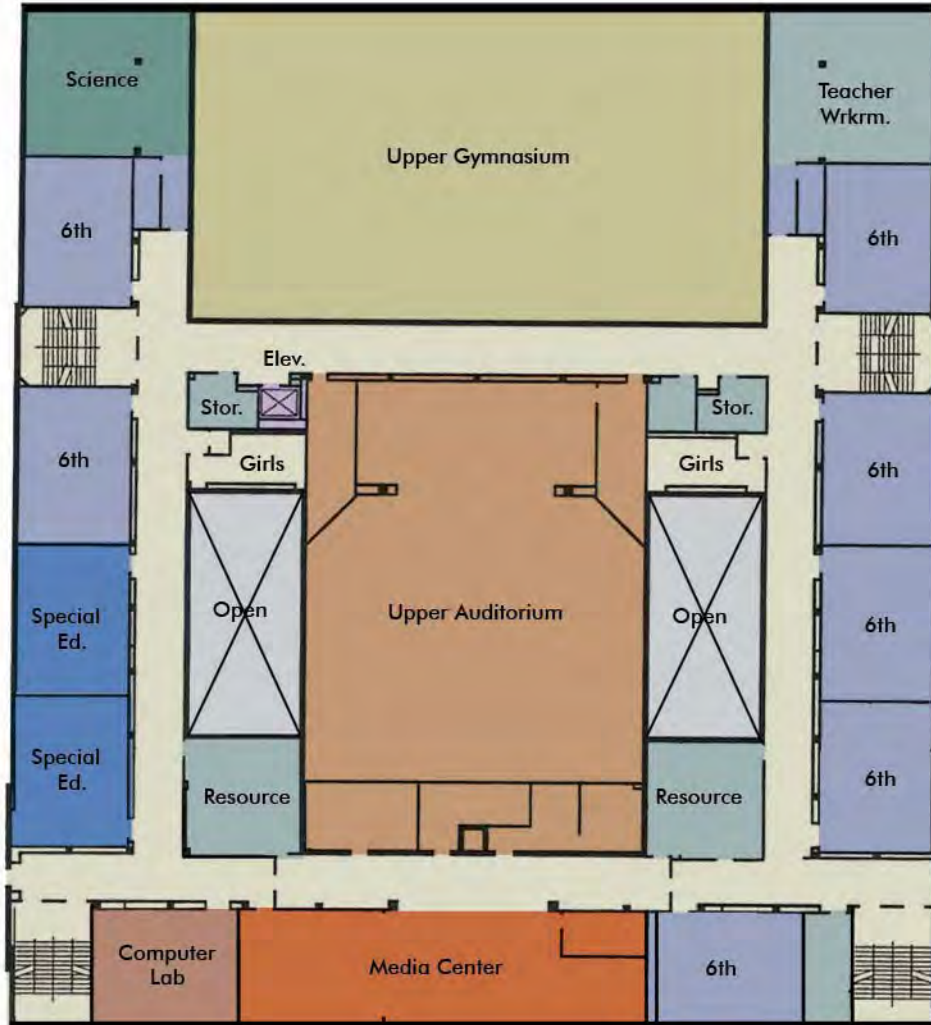 Science
Teacher
Wrkrm.
Upper Gymnasium
6th
6th
Elev.
Stor.
Stor.
Girls
Girls
6th
6th
Special
Ed.
Open
Upper Auditorium
Open
6th
Special
Ed.
Resource
Resource
6th
Computer
Lab
Media Center
6th